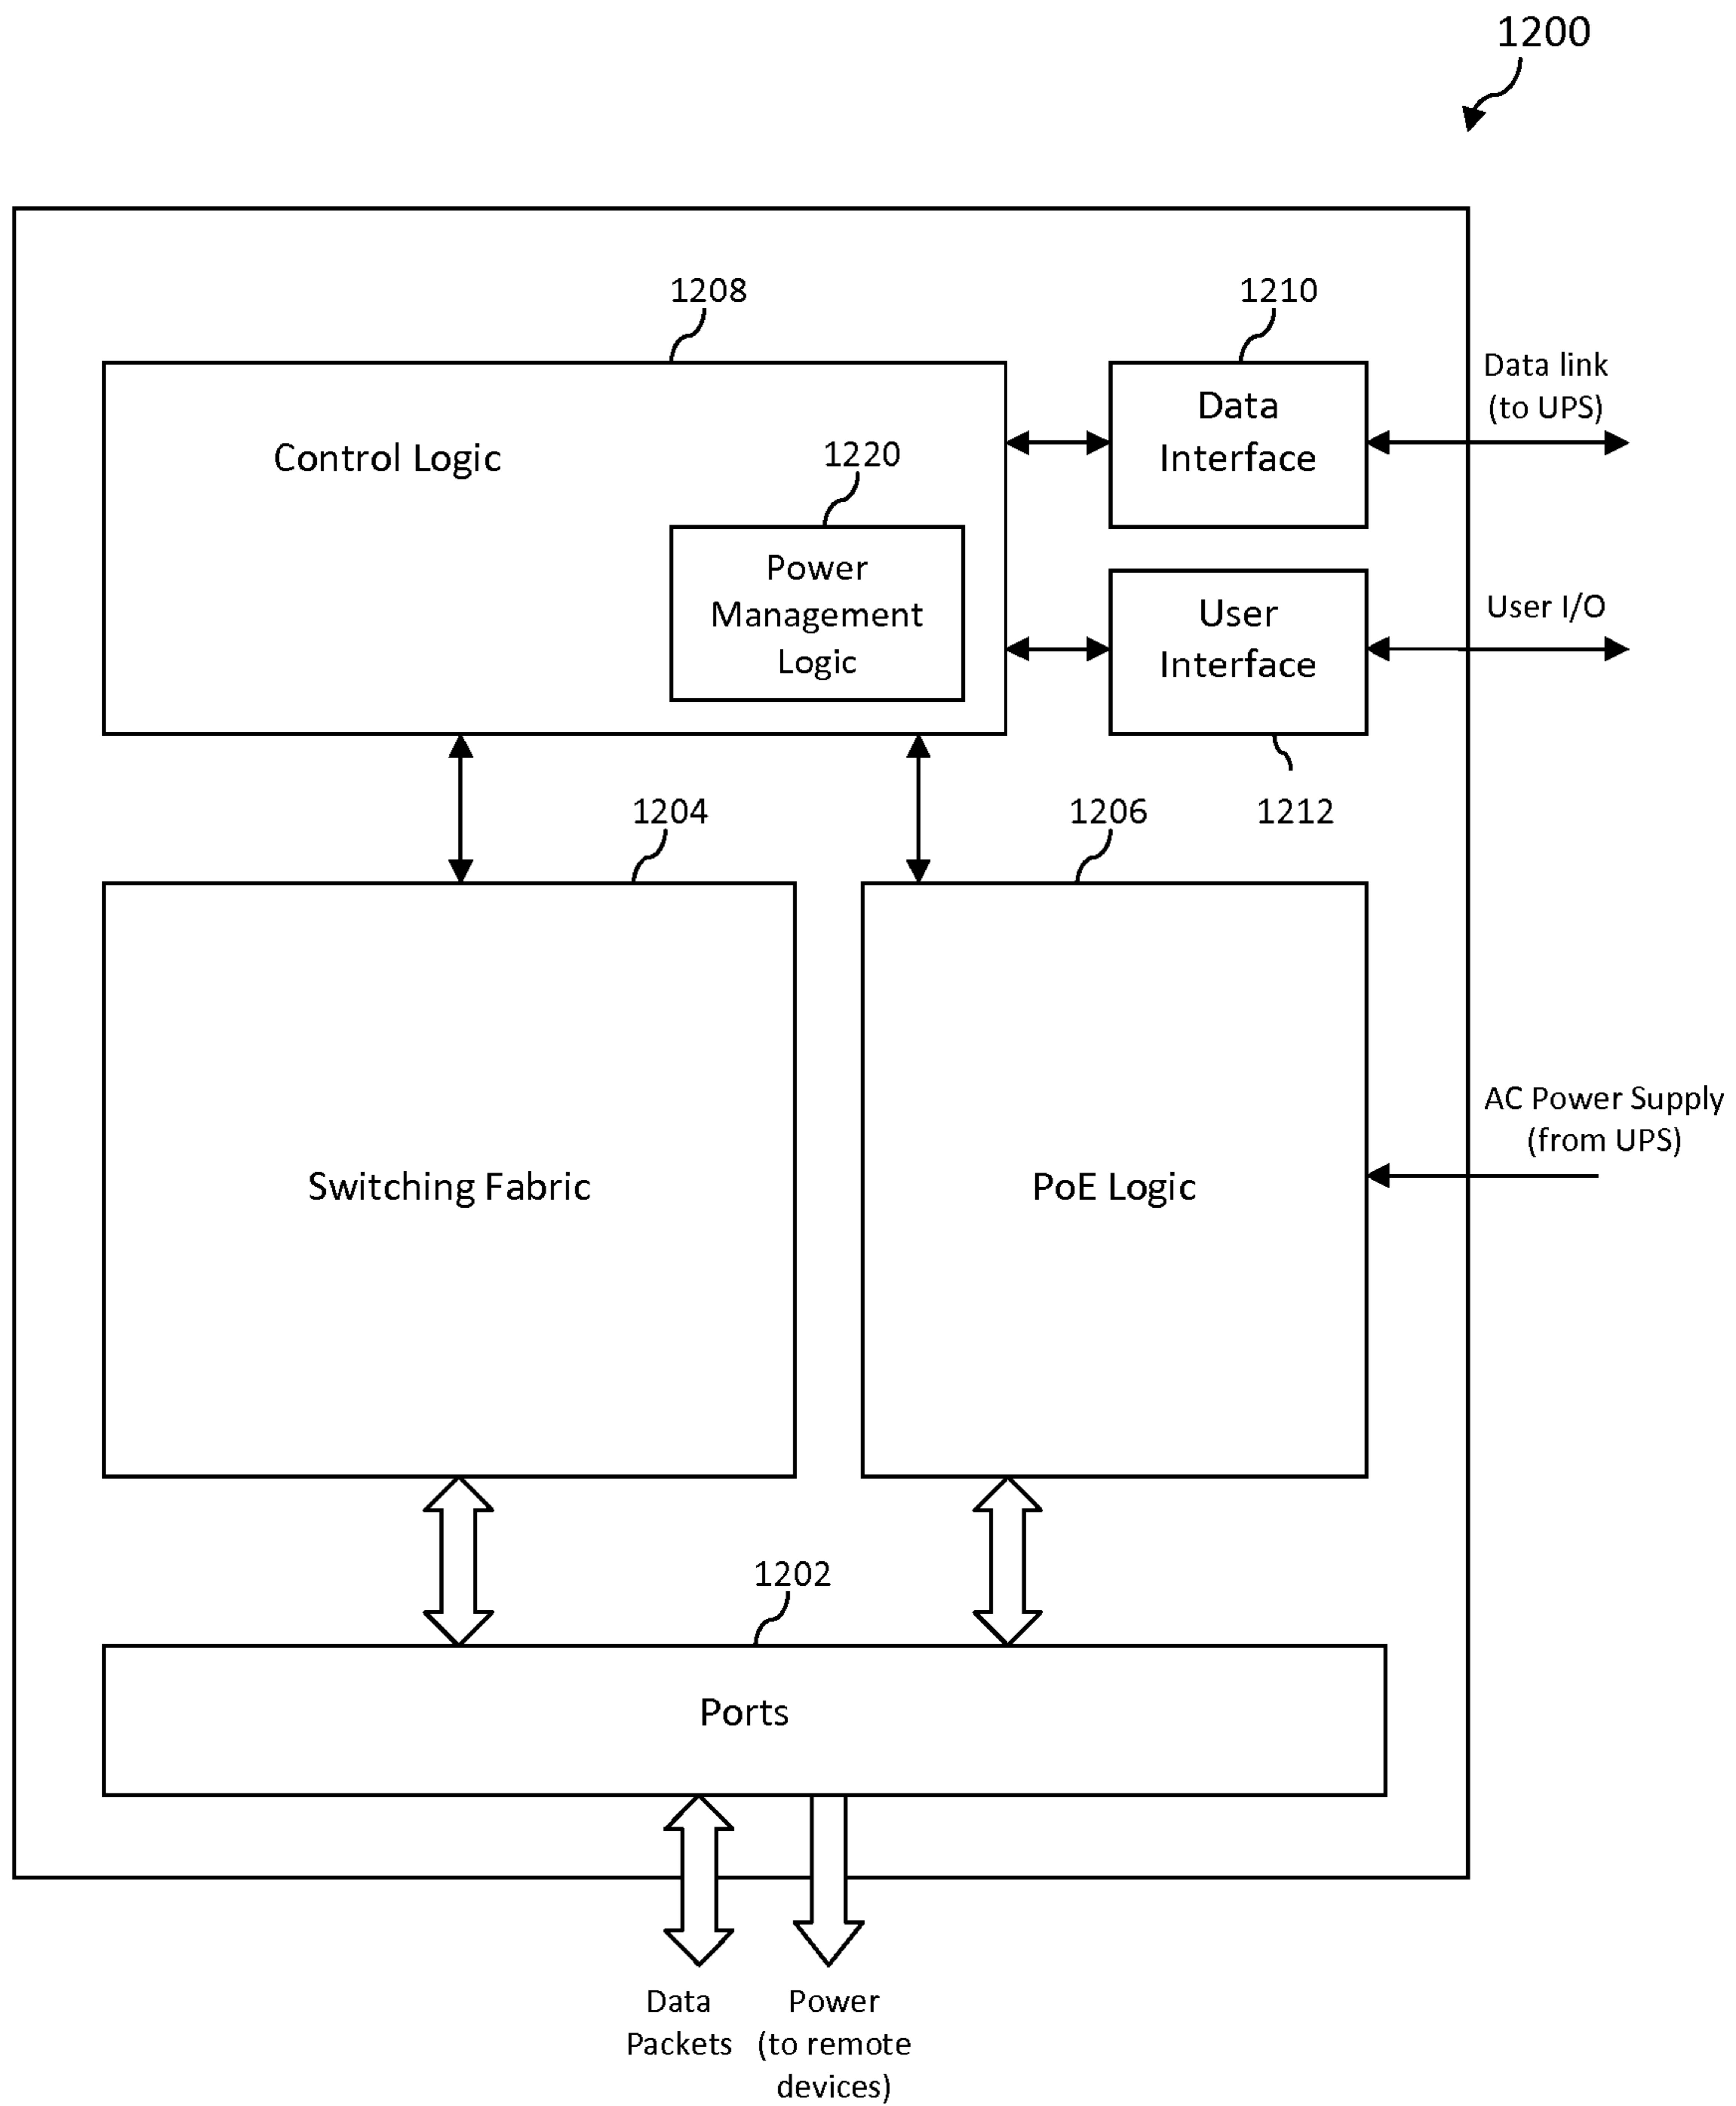 1200
1208
1210
Data link
(to UPS)
Data
Interface
Control Logic
1220
Power
Management
Logic
User I/O
User
Interface
1204
1206
1212
AC Power Supply
(from UPS)
Switching Fabric
PoE Logic
1202
Ports
Data
Packets
Power
(to remote
devices)